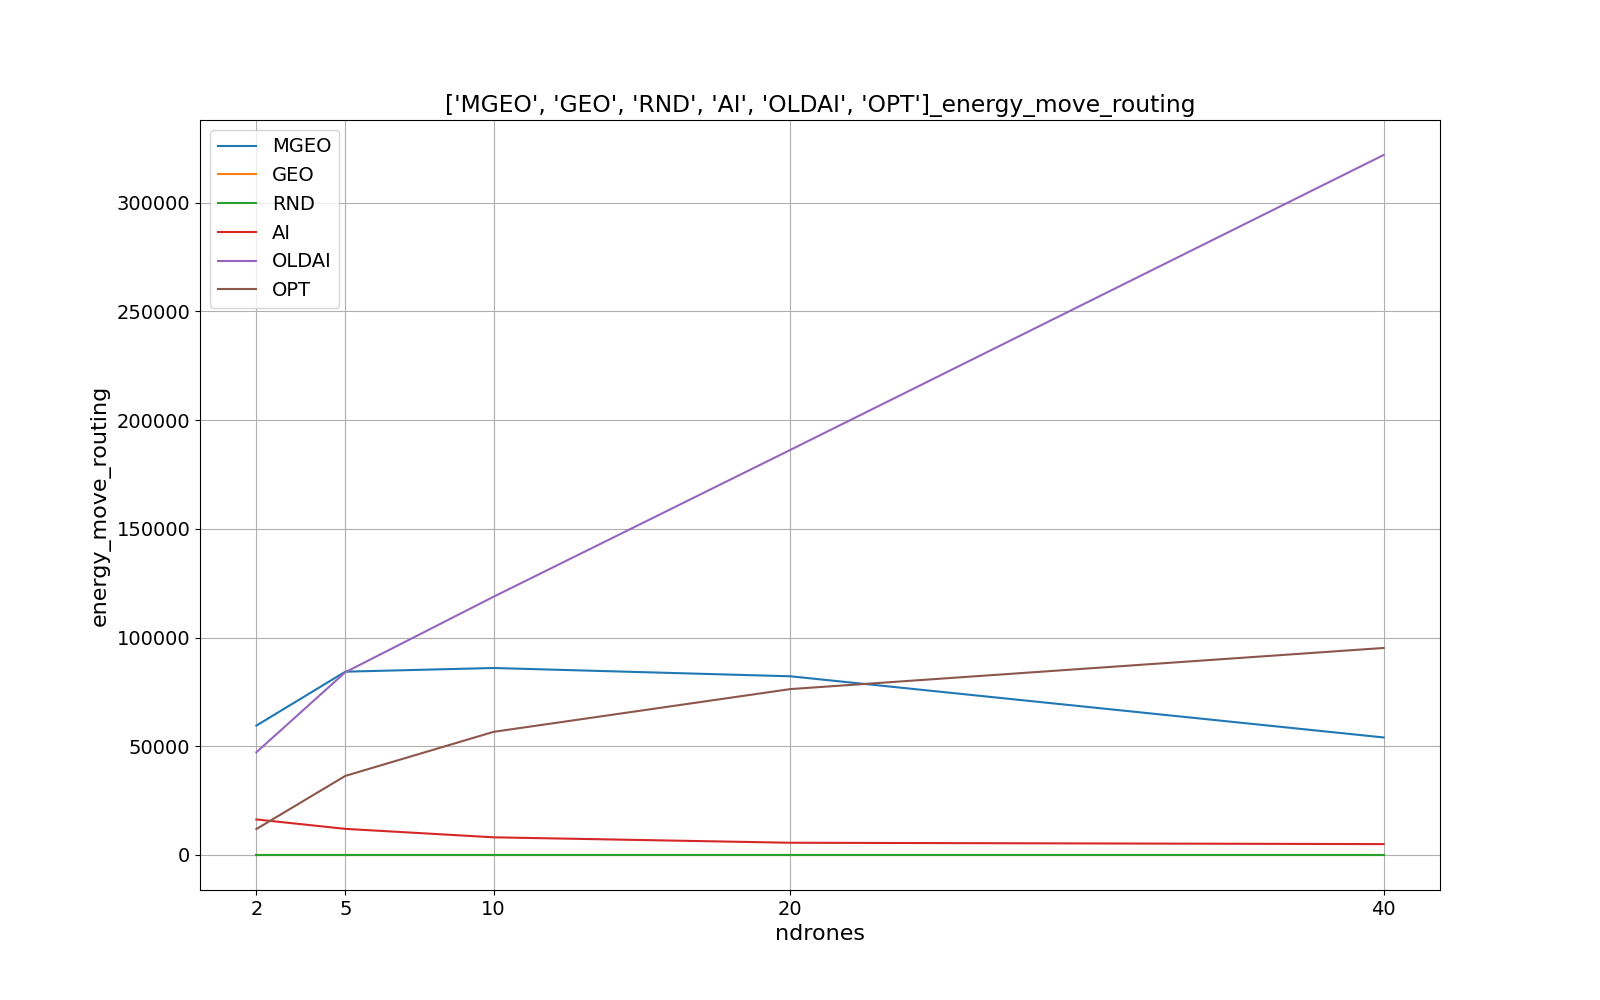 ['MGEO', 'GEO', 'RND', 'AI', 'OLDAI', 'OPT']_energy_move_routing
MGEO
GEO
RND
AI
OLDAI
OPT
energy_move_routing
300000
250000
200000
150000
100000
50000
0
2 5 10 20 40
ndrones